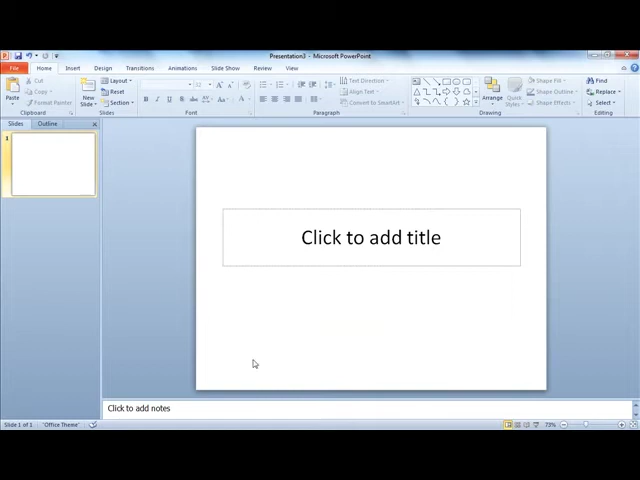 Presentation3 - Microsoft PowerPoint
File Home Insert Design Transitions Animations Slide Show Review View
Paste
Cut
Copy
Format Painter
Clipboard
New Slide
Layout
Reset
Section
Slides
Font
Text Direction
Align Text
Convert to SmartArt
Paragraph
Arrange
Quick Styles
Shape Fill
Shape Outline
Shape Effects
Drawing
Find
Replace
Select
Editing
Slides Outline
1
Click to add title
Click to add notes
Slide 1 of 1 "Office Theme" 73%